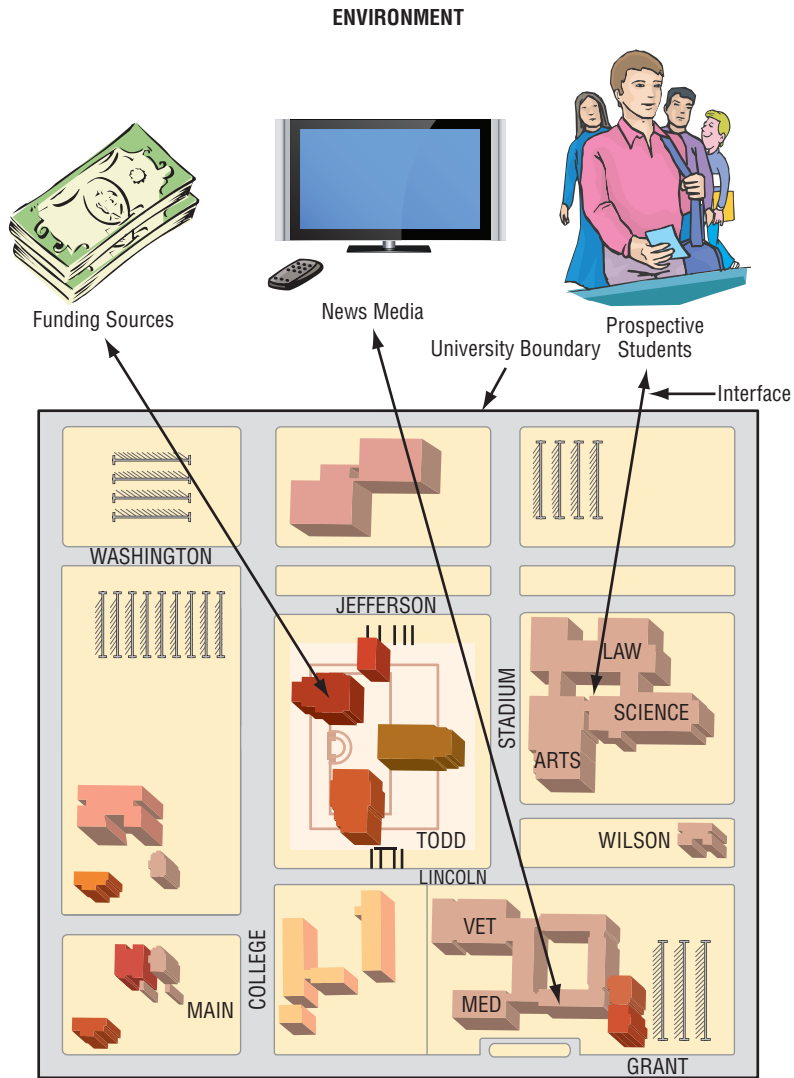 ENVIRONMENT
Funding Sources
News Media
Prospective
Students
University Boundary
Interface
WASHINGTON
JEFFERSON
STADIUM
LAW
SCIENCE
ARTS
TODD
WILSON
LINCOLN
COLLEGE
VET
MED
MAIN
GRANT